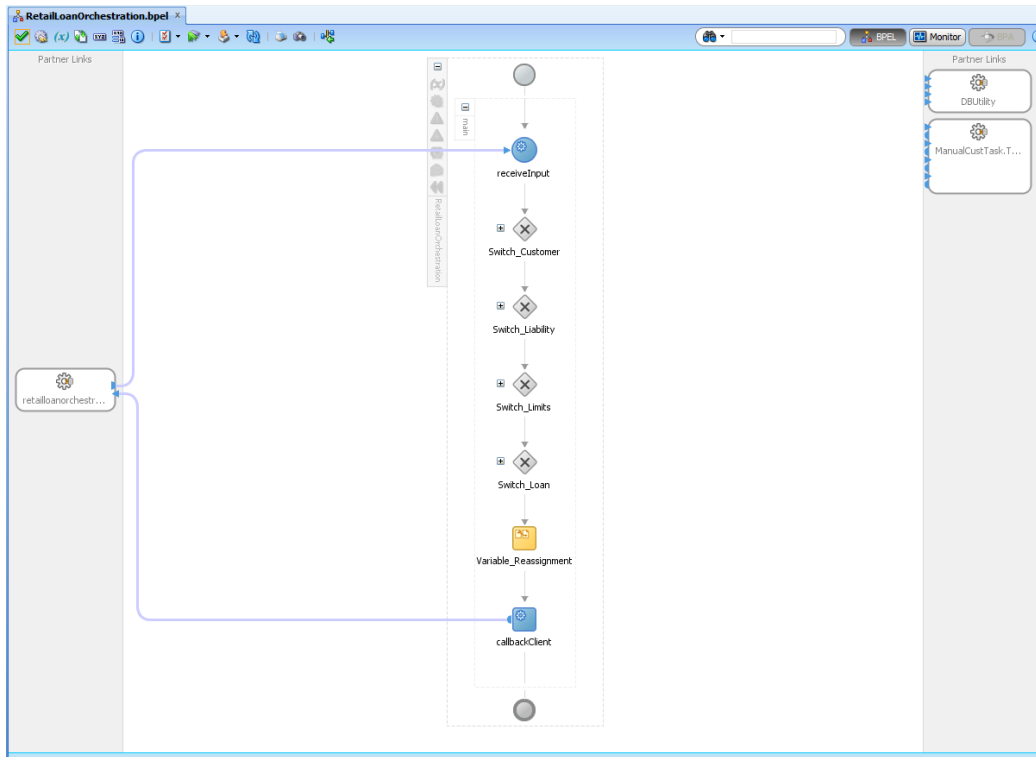 RetailLoanOrchestration.bpel
(x)
BPEL
Monitor
BPA
Partner Links
Partner Links
main
RetailLoanOrchestration
receiveInput
Switch_Customer
Switch_Liability
Switch_Limits
Switch_Loan
Variable_Reassignment
callbackClient
retailloanorchestr...
DBUtility
ManualCustTask.T...